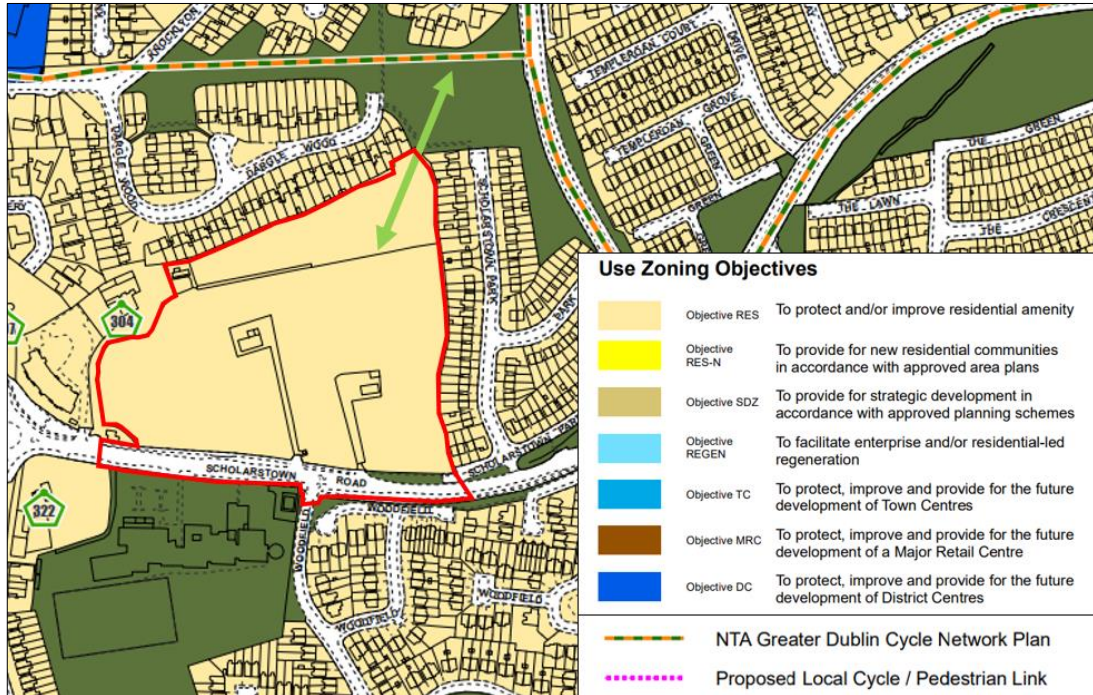 KNOCKLYON
TEMPLEROAN COURT
DRIVE
TEMPLEROAN GROVE
GREEN
GREEN
THE GREEN
THE LAWN
THE CRESCENT
DARGLE WOOD
DARGLE WOOD
SCHOLARSTOWN PARK
PARK
304
SCHOLARSTOWN ROAD
SCHOLARSTOWN PARK
322
WOODFIELD
WOODFIELD
WOODFIELD
WOODFIELD
Use Zoning Objectives
Objective RES To protect and/or improve residential amenity
Objective
RES-N
To provide for new residential communities
in accordance with approved area plans
Objective SDZ To provide for strategic development in
accordance with approved planning schemes
Objective
REGEN
To facilitate enterprise and/or residential-led
regeneration
Objective TC To protect, improve and provide for the future
development of Town Centres
Objective MRC To protect, improve and provide for the future
development of a Major Retail Centre
Objective DC To protect, improve and provide for the future
development of District Centres
NTA Greater Dublin Cycle Network Plan
Proposed Local Cycle / Pedestrian Link